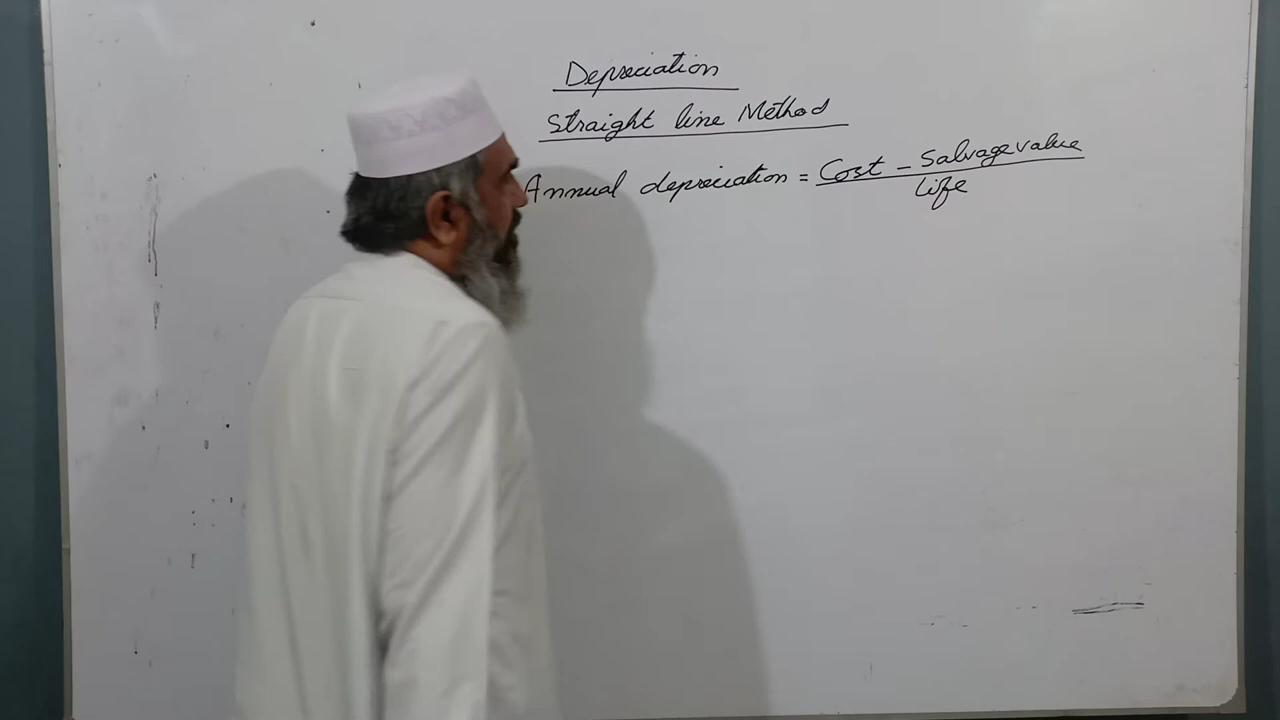 Depreciation
Straight line Method
Annual depreciation = Cost - Salvage value
life